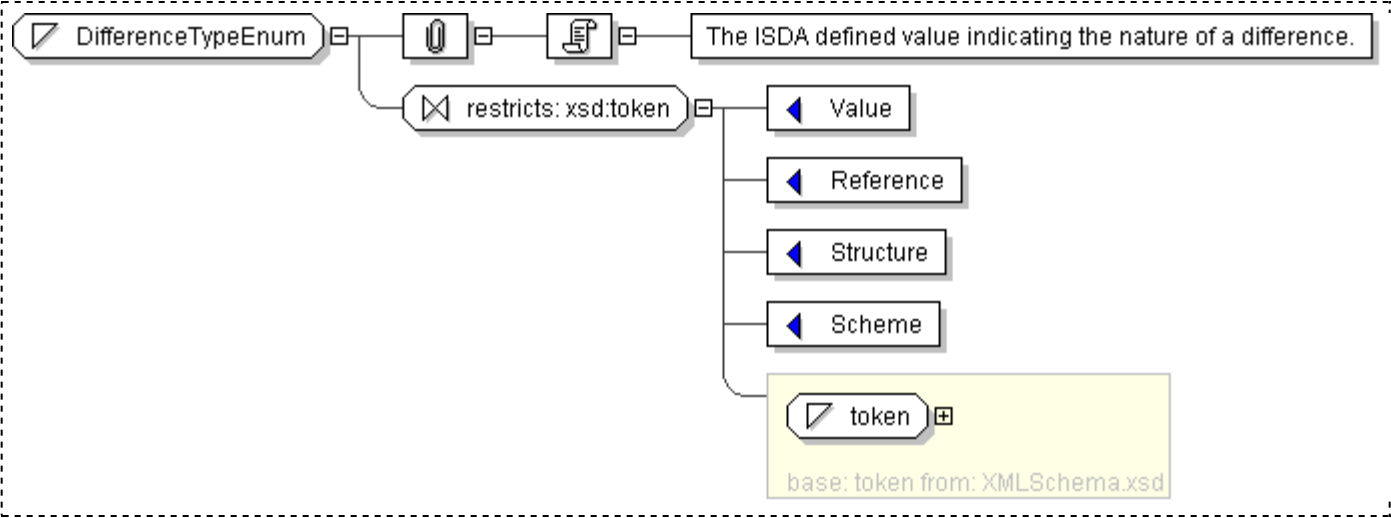 DifferenceTypeEnum
The ISDA defined value indicating the nature of a difference.
restricts: xsd:token
Value
Reference
Structure
Scheme
token
base: token from: XMLSchema.xsd